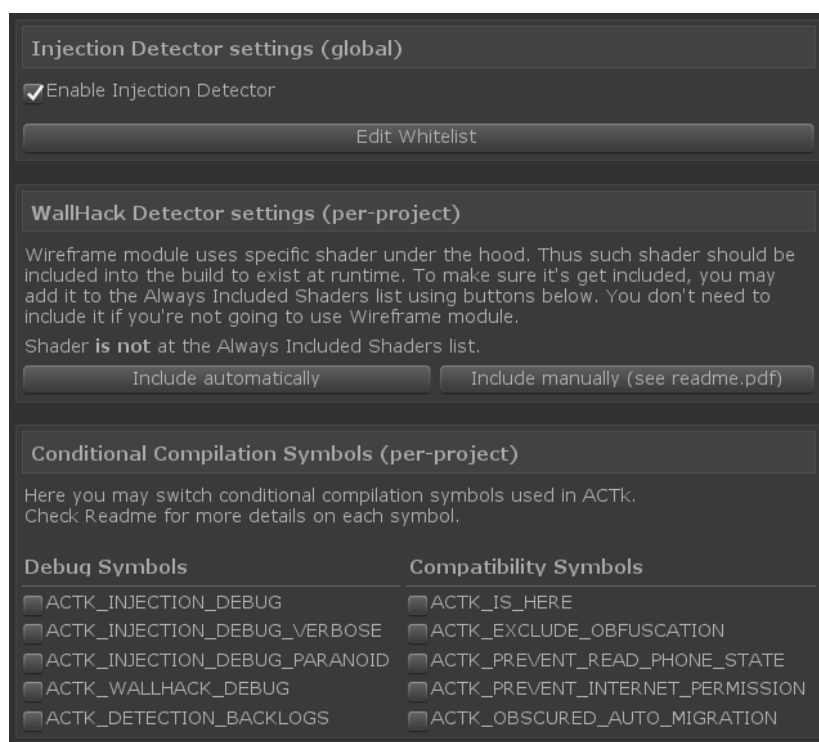 Injection Detector settings (global)
Enable Injection Detector
Edit Whitelist
WallHack Detector settings (per-project)
Wireframe module uses specific shader under the hood. Thus such shader should be
included into the build to exist at runtime. To make sure it's get included, you may
add it to the Always Included Shaders list using buttons below. You don't need to
include it if you're not going to use Wireframe module.
Shader is not at the Always Included Shaders list.
Include automatically
Include manually (see readme.pdf)
Conditional Compilation Symbols (per-project)
Here you may switch conditional compilation symbols used in ACTk.
Check Readme for more details on each symbol.
Debug Symbols
ACTK_INJECTION_DEBUG
ACTK_INJECTION_DEBUG_VERBOSE
ACTK_INJECTION_DEBUG_PARANOID
ACTK_WALLHACK_DEBUG
ACTK_DETECTION_BACKLOGS
Compatibility Symbols
ACTK_IS_HERE
ACTK_EXCLUDE_OBFUSCATION
ACTK_PREVENT_READ_PHONE_STATE
ACTK_PREVENT_INTERNET_PERMISSION
ACTK_OBSCURED_AUTO_MIGRATION